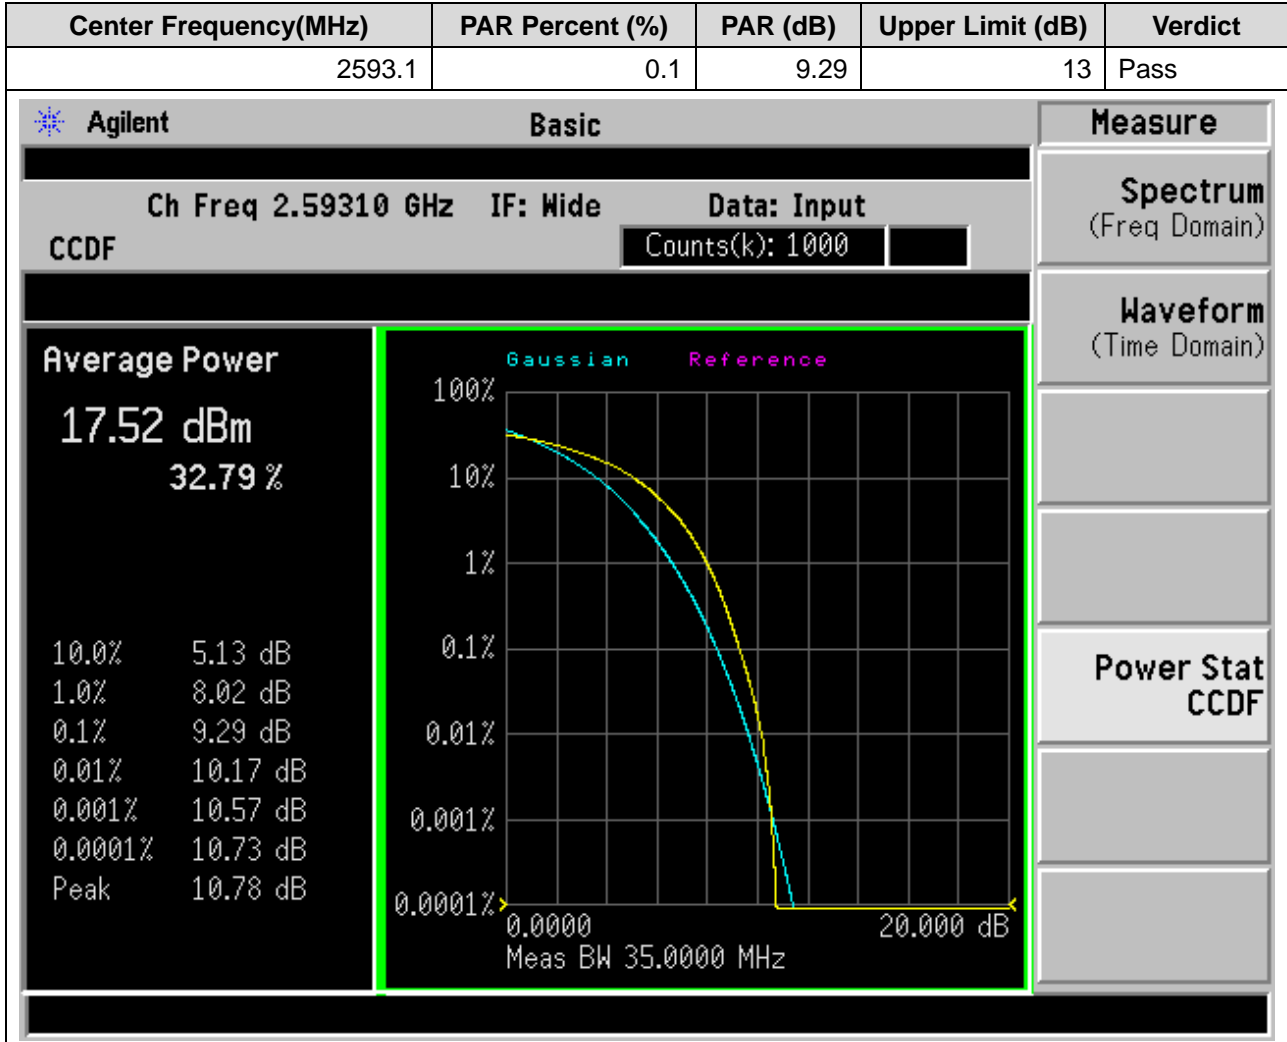 Center Frequency(MHz) PAR Percent (%) PAR (dB) Upper Limit (dB) Verdict
2593.1 0.1 9.29 13 Pass
Agilent Basic Measure
Ch Freq 2.59310 GHz IF: Wide Data: Input
CCDF Counts(k): 1000
Spectrum
(Freq Domain)
Waveform
(Time Domain)
Power Stat
CCDF
Average Power
17.52 dBm
32.79 %
10.0% 5.13 dB
1.0% 8.02 dB
0.1% 9.29 dB
0.01% 10.17 dB
0.001% 10.57 dB
0.0001% 10.73 dB
Peak 10.78 dB
Gaussian Reference
100%
10%
1%
0.1%
0.01%
0.001%
0.0001%
0.0000 20.000 dB
Meas BW 35.0000 MHz